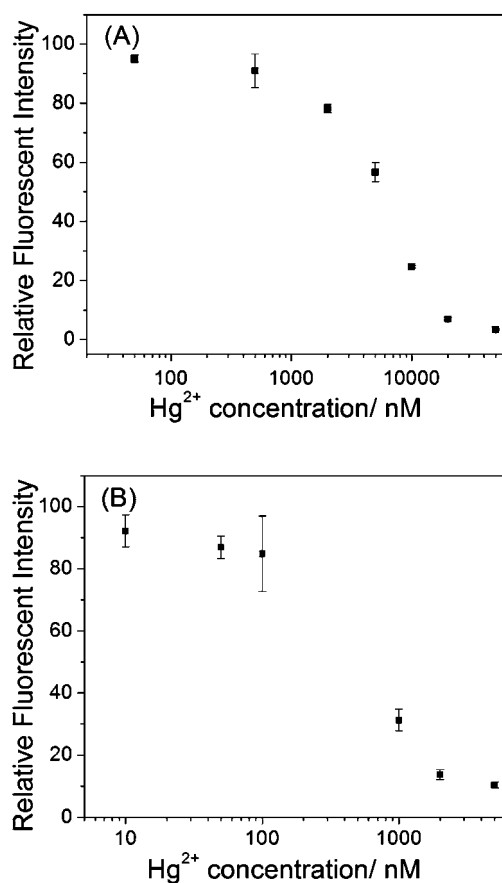 (A)
Relative Fluorescent Intensity
100
80
60
40
20
0
100 1000 10000
Hg²⁺ concentration/ nM
(B)
Relative Fluorescent Intensity
100
80
60
40
20
0
10 100 1000
Hg²⁺ concentration/ nM